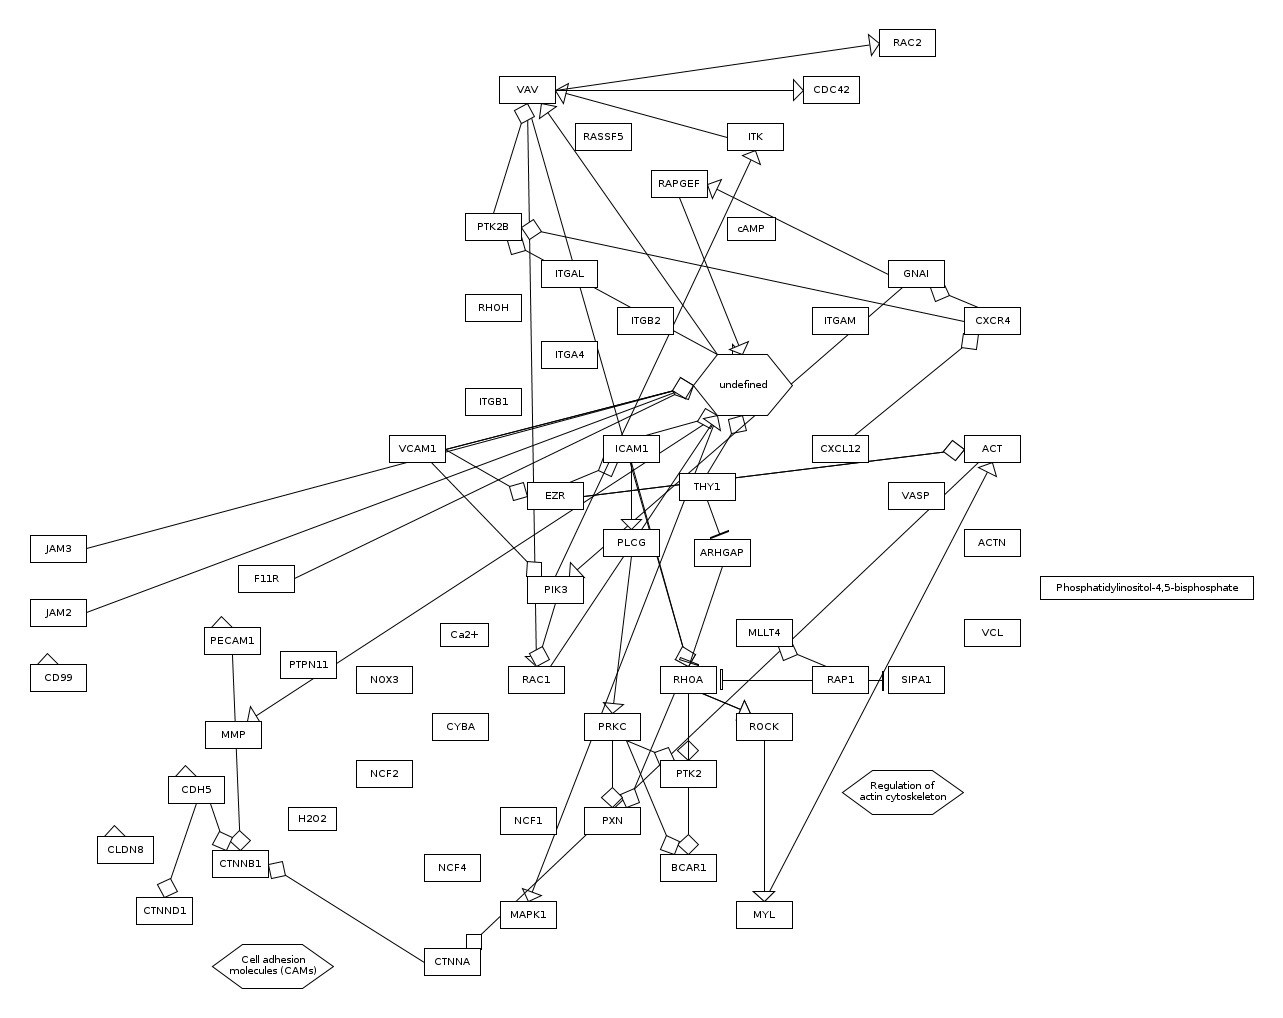 RAC2
VAV
CDC42
RASSF5
ITK
RAPGEF
PTK2B
cAMP
ITGAL
GNAI
RHOH
ITGB2
ITGAM
CXCR4
ITGA4
undefined
ITGB1
VCAM1
ICAM1
CXCL12
ACT
EZR
THY1
VASP
JAM3
PLCG
ARHGAP
ACTN
F11R
PIK3
Phosphatidylinositol-4,5-bisphosphate
JAM2
PECAM1
Ca2+
MLLT4
VCL
CD99
PTPN11
NOX3
RAC1
RHOA
RAP1
SIPA1
MMP
CYBA
PRKC
ROCK
CDH5
NCF2
PTK2
Regulation of
actin cytoskeleton
H2O2
NCF1
PXN
CLDN8
CTNNB1
NCF4
BCAR1
CTNND1
MAPK1
MYL
Cell adhesion
molecules (CAMs)
CTNNA